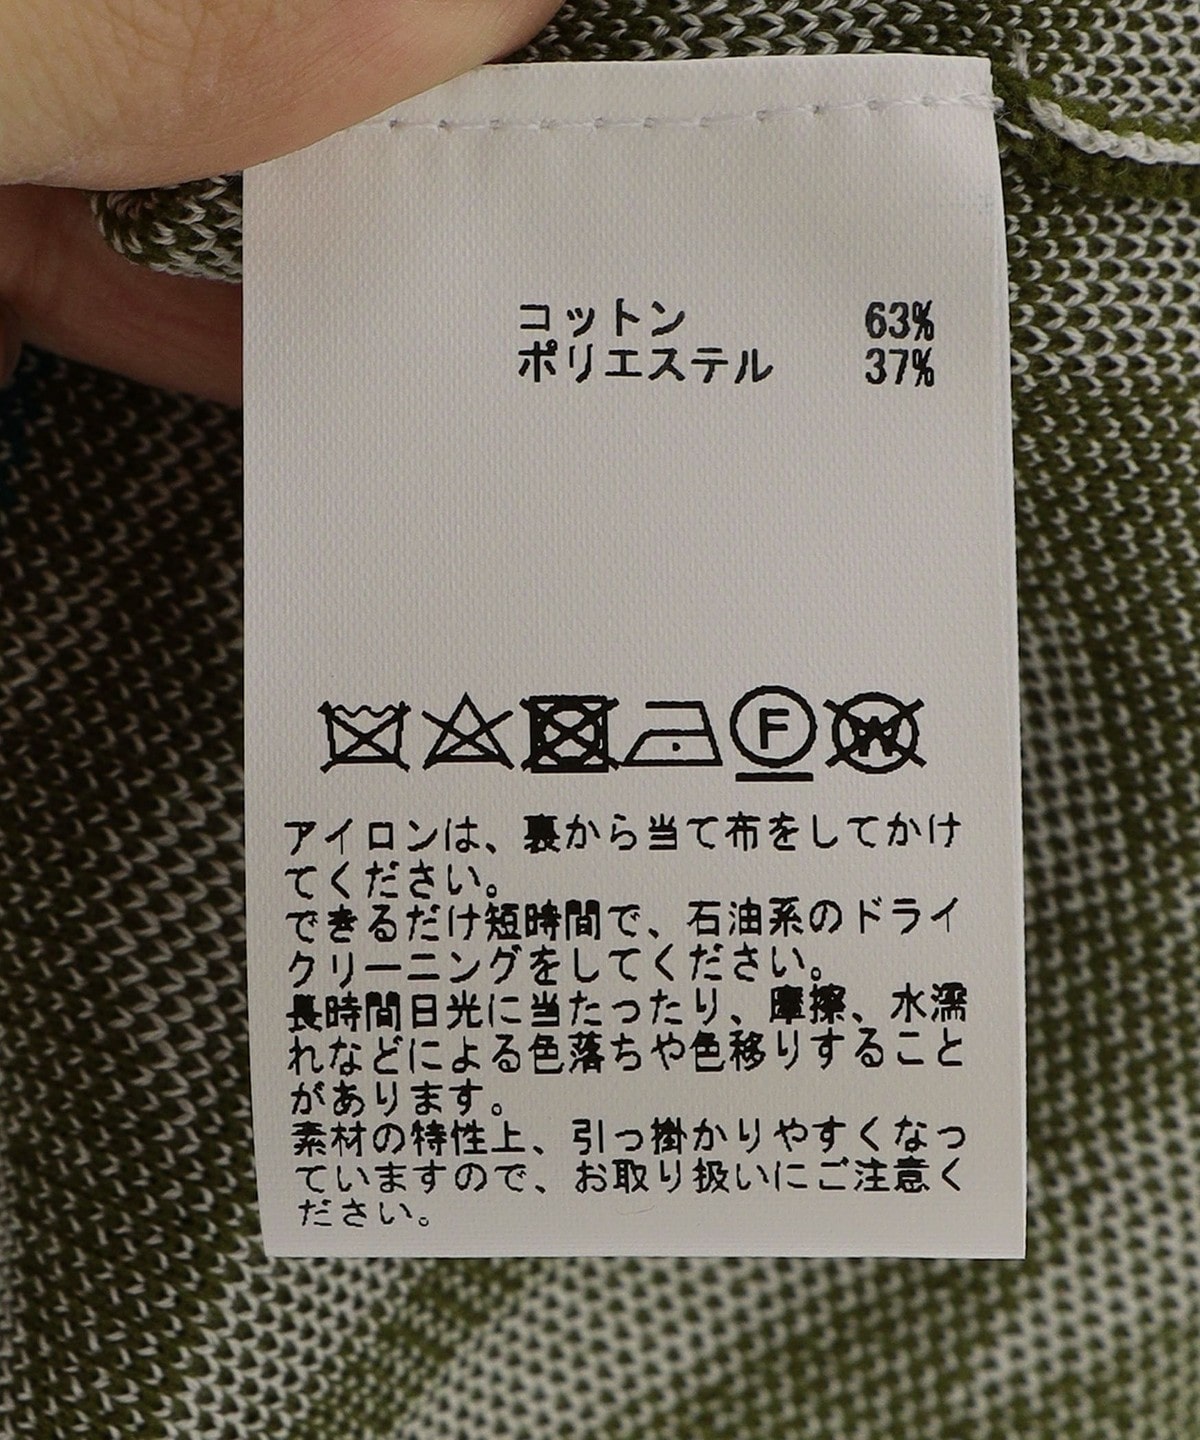 コットン 63%
ポリエステル 37%
F
W
アイロンは、裏から当て布をしてかけ
てください。
できるだけ短時間で、石油系のドライ
クリーニングをしてください。
長時間日光に当たったり、摩擦、水濡
れなどによる色落ちや色移りすること
があります。
素材の特性上、引っ掛かりやすくなっ
ていますので、お取り扱いにご注意く
ださい。